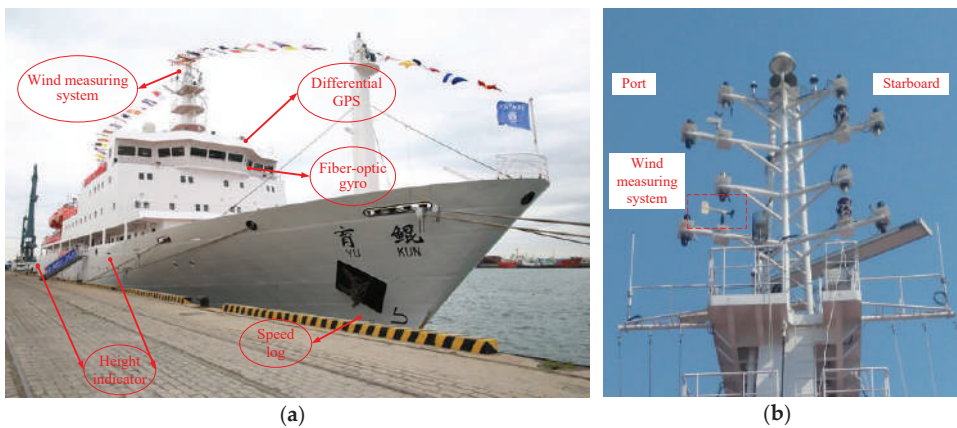 Wind measuring
system
Differential
GPS
Fiber-optic
gyro
育 鲲
YU KUN
Speed
log
Height
indicator
(a)
Port
Starboard
Wind
measuring
system
(b)